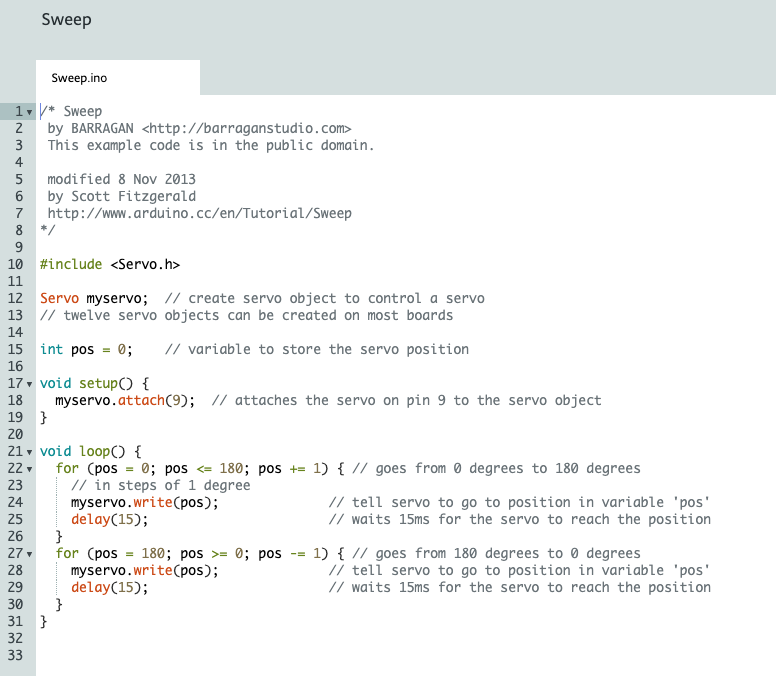 Sweep
Sweep.ino
1 /* Sweep
2  by BARRAGAN <http://barraganstudio.com>
3  This example code is in the public domain.
4
5  modified 8 Nov 2013
6  by Scott Fitzgerald
7  http://www.arduino.cc/en/Tutorial/Sweep
8 */
9
10 #include <Servo.h>
11
12 Servo myservo;  // create servo object to control a servo
13 // twelve servo objects can be created on most boards
14
15 int pos = 0;    // variable to store the servo position
16
17 void setup() {
18   myservo.attach(9);  // attaches the servo on pin 9 to the servo object
19 }
20
21 void loop() {
22   for (pos = 0; pos <= 180; pos += 1) { // goes from 0 degrees to 180 degrees
23     // in steps of 1 degree
24     myservo.write(pos);              // tell servo to go to position in variable 'pos'
25     delay(15);                       // waits 15ms for the servo to reach the position
26   }
27   for (pos = 180; pos >= 0; pos -= 1) { // goes from 180 degrees to 0 degrees
28     myservo.write(pos);              // tell servo to go to position in variable 'pos'
29     delay(15);                       // waits 15ms for the servo to reach the position
30   }
31 }
32
33